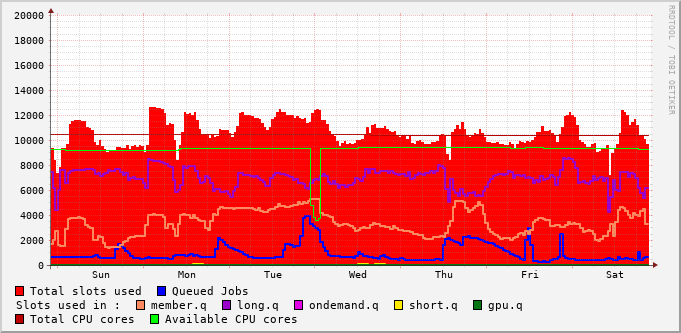 RRDTOOL / TOBI OETIKER
20000
18000
16000
14000
12000
10000
8000
6000
4000
2000
0
Sun Mon Tue Wed Thu Fri Sat
Total slots used Queued Jobs
Slots used in : member.q long.q ondemand.q short.q gpu.q
Total CPU cores Available CPU cores